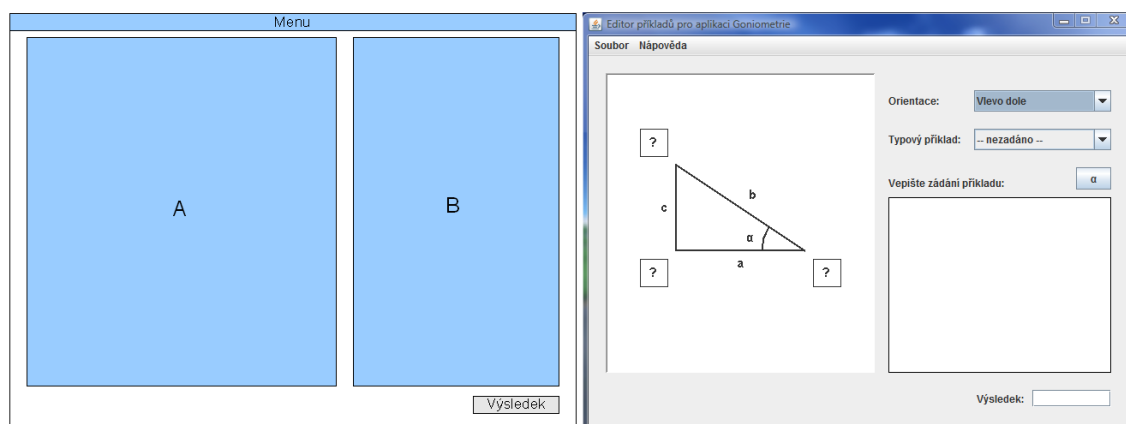 Menu
A
B
Výsledek
Editor příkladů pro aplikaci Goniometrie
Soubor Nápověda
?
c
b
α
a
?
?
Orientace: Vlevo dole
Typový příklad: -- nezadáno --
Vepište zádání příkladu: α
Výsledek: